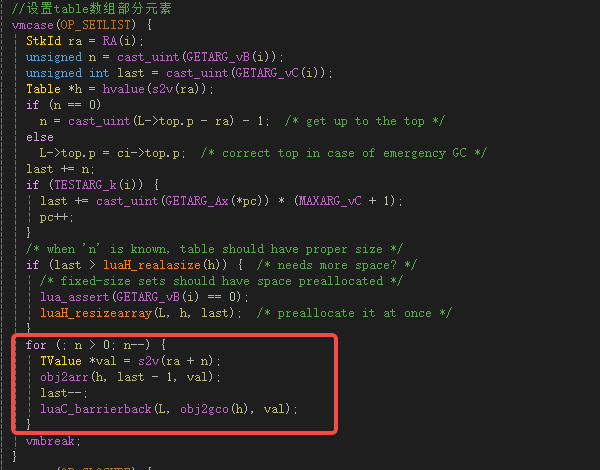 //设置table数组部分元素
vmcase(OP_SETLIST) {
StkId ra = RA(i);
unsigned n = cast_uint(GETARG_vB(i));
unsigned int last = cast_uint(GETARG_vC(i));
Table *h = hvalue(s2v(ra));
if (n == 0)
n = cast_uint(L->top.p - ra) - 1;  /* get up to the top */
else
L->top.p = ci->top.p;  /* correct top in case of emergency GC */
last += n;
if (TESTARG_k(i)) {
last += cast_uint(GETARG_Ax(*pc)) * (MAXARG_vC + 1);
pc++;
}
/* when 'n' is known, table should have proper size */
if (last > luaH_realasize(h)) {  /* needs more space? */
/* fixed-size sets should have space preallocated */
lua_assert(GETARG_vB(i) == 0);
luaH_resizearray(L, h, last);  /* preallocate it at once */
}
for (; n > 0; n--) {
TValue *val = s2v(ra + n);
obj2arr(h, last - 1, val);
last--;
luaC_barrierback(L, obj2gco(h), val);
}
vmbreak;
}